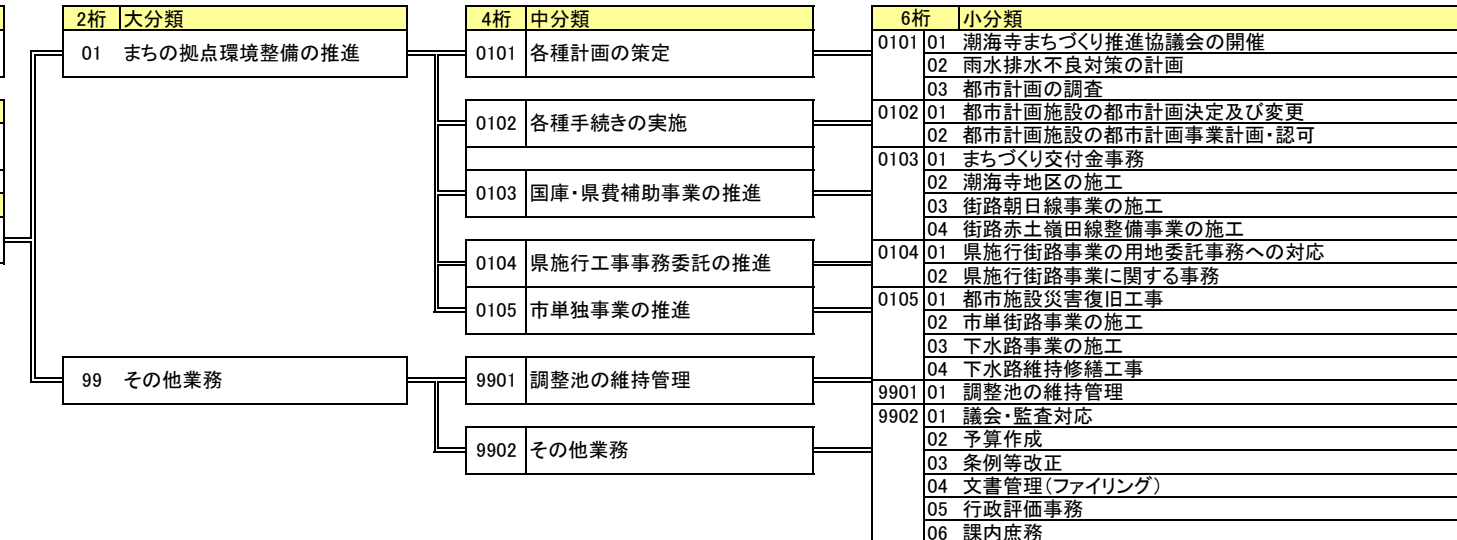 2桁 大分類 4桁 中分類 6桁 小分類
01 まちの拠点環境整備の推進 0101 各種計画の策定 0101 01 潮海寺まちづくり推進協議会の開催
02 雨水排水不良対策の計画
03 都市計画の調査
0102 各種手続きの実施 0102 01 都市計画施設の都市計画決定及び変更
02 都市計画施設の都市計画事業計画・認可
0103 01 まちづくり交付金事務
0103 国庫・県費補助事業の推進 02 潮海寺地区の施工
03 街路朝日線事業の施工
04 街路赤土嶺田線整備事業の施工
0104 県施行工事事務委託の推進 0104 01 県施行街路事業の用地委託事務への対応
02 県施行街路事業に関する事務
0105 市単独事業の推進 0105 01 都市施設災害復旧工事
02 市単街路事業の施工
03 下水路事業の施工
99 その他業務 9901 調整池の維持管理 04 下水路維持修繕工事
9901 01 調整池の維持管理
9902 01 議会・監査対応
9902 その他業務 02 予算作成
03 条例等改正
04 文書管理(ファイリング)
05 行政評価事務
06 課内庶務